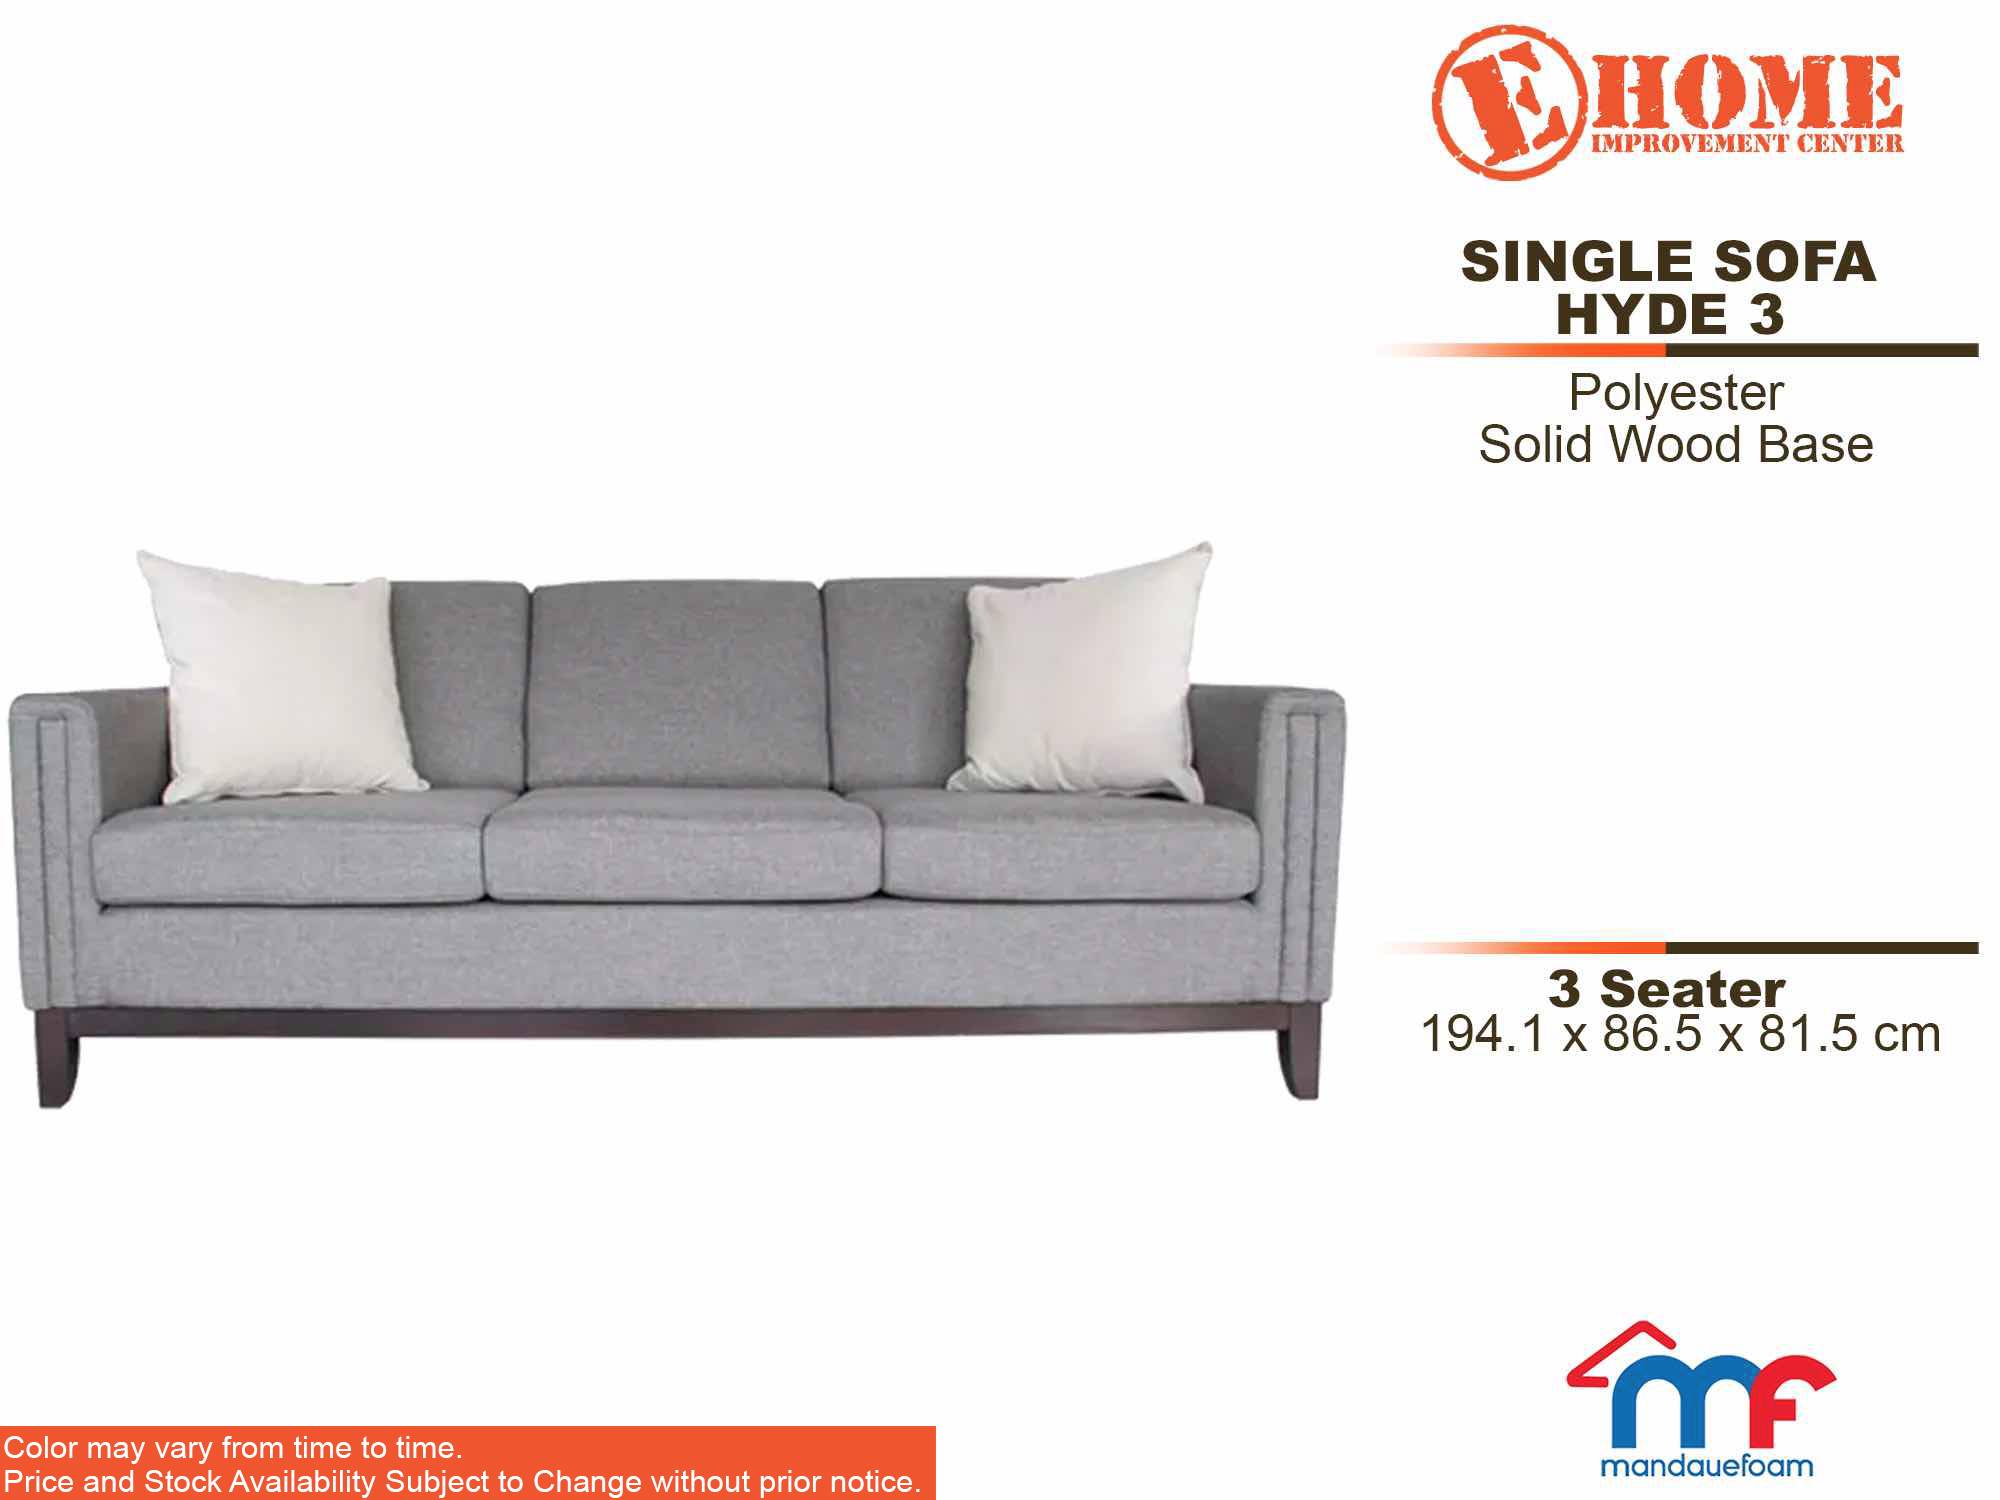 E HOME
IMPROVEMENT CENTER
SINGLE SOFA
HYDE 3
Polyester
Solid Wood Base
3 Seater
194.1 x 86.5 x 81.5 cm
mf
mandauefoam
Color may vary from time to time.
Price and Stock Availability Subject to Change without prior notice.